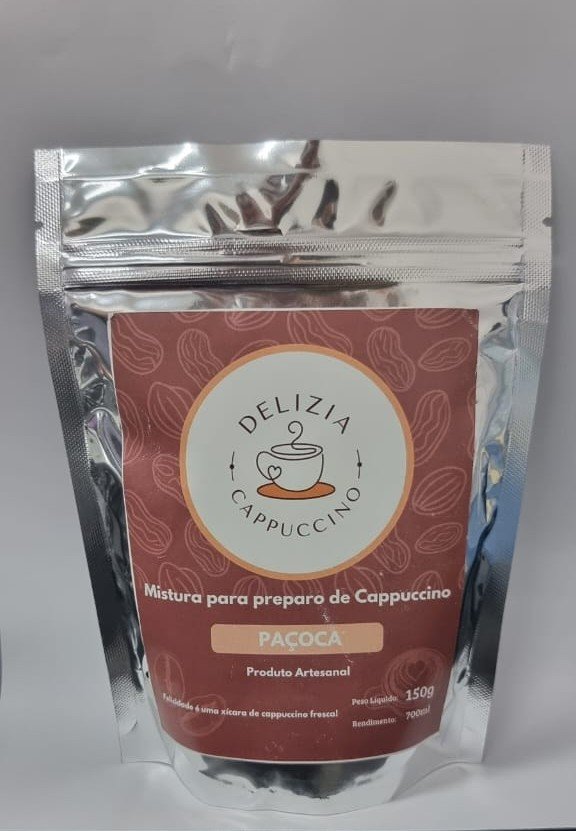 DELIZIA
CAPPUCCINO
Mistura para preparo de Cappuccino
PAÇOCA
Produto Artesanal
Felicidade é uma xícara de cappuccino fresca!
Peso Líquido: 150g
Rendimento: 700ml